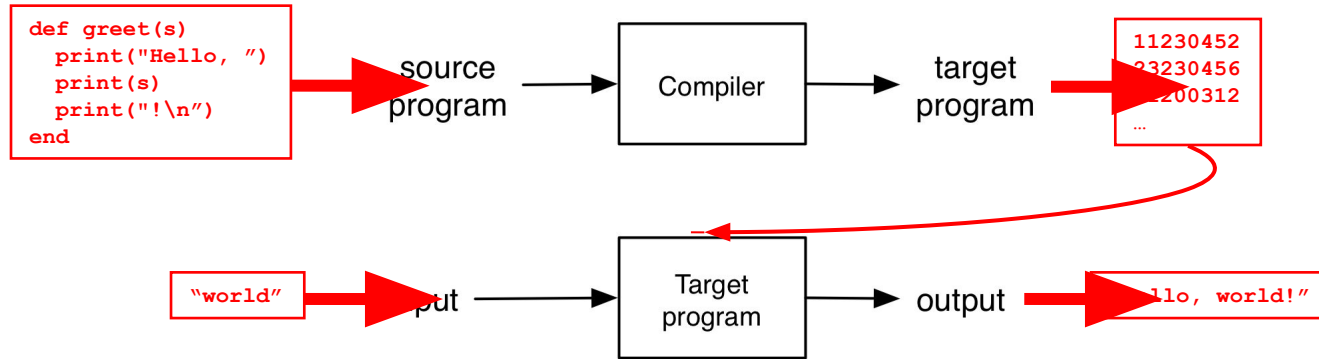 def greet(s)
print("Hello, ”)
print(s)
print("!\n”)
end
source
program
Compiler
target
program
11230452
23230456
200312
…
“world”
put
Target
program
output
llo, world!”